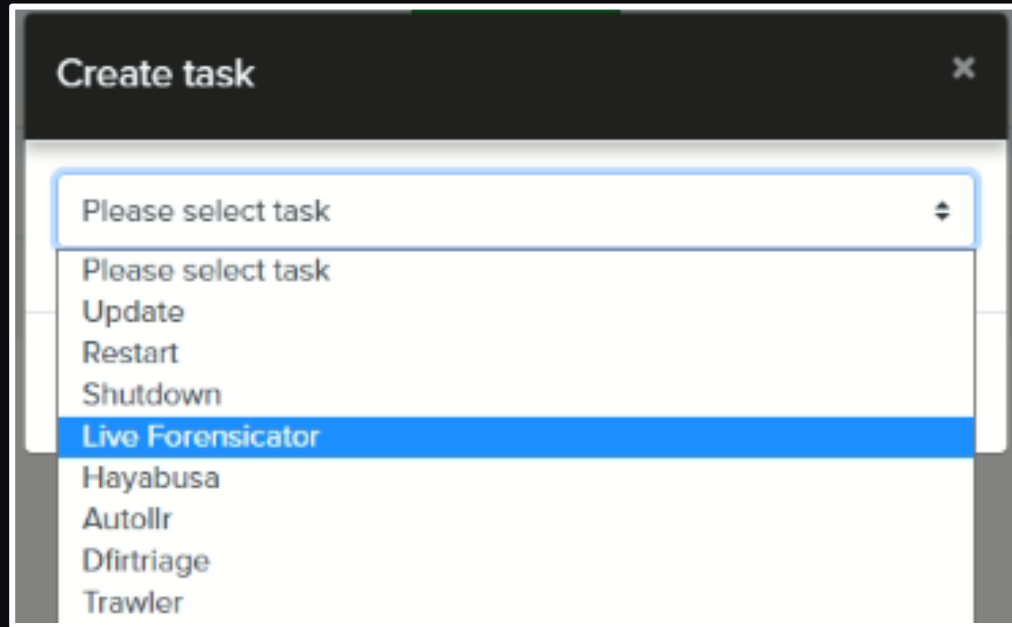 Create task
Please select task
Please select task
Update
Restart
Shutdown
Live Forensicator
Hayabusa
Autollr
Dfirtriage
Trawler